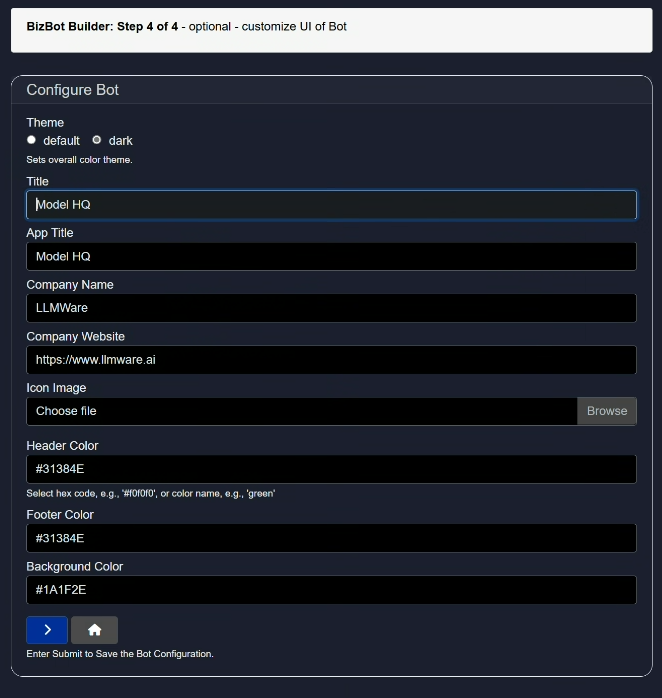 BizBot Builder: Step 4 of 4 - optional - customize UI of Bot
Configure Bot
Theme
default dark
Sets overall color theme.
Title
Model HQ
App Title
Model HQ
Company Name
LLMWare
Company Website
https://www.llmware.ai
Icon Image
Choose file Browse
Header Color
#31384E
Select hex code, e.g., '#f0f0f0', or color name, e.g., 'green'
Footer Color
#31384E
Background Color
#1A1F2E
Enter Submit to Save the Bot Configuration.